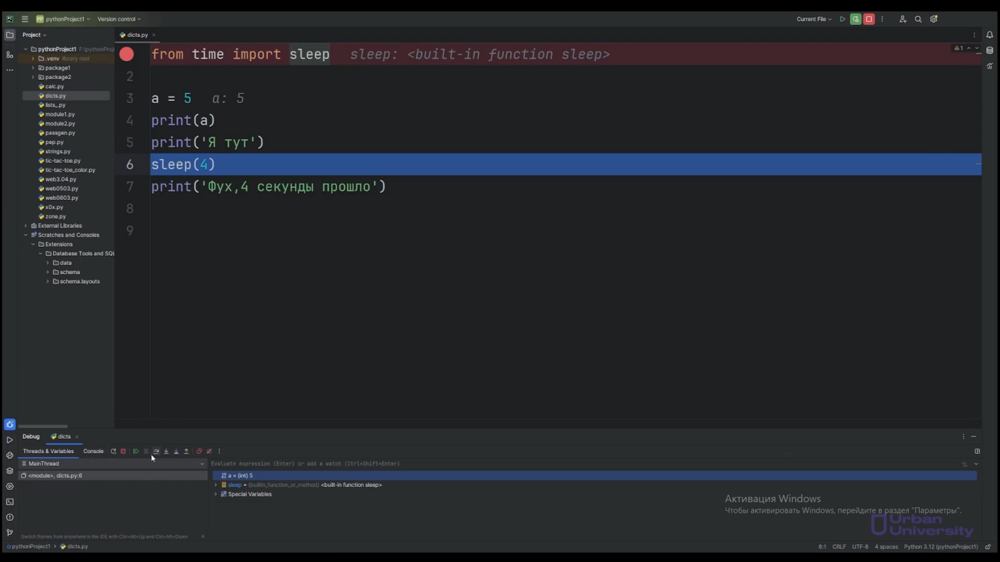 pythonProject1
Version control
Current File
Project
dicts.py
pythonProject1 F:\pythonProj
.venv library root
package1
package2
calc.py
dicts.py
lists_.py
module1.py
module2.py
passgen.py
pep.py
strings.py
tic-tac-toe.py
tic-tac-toe_color.py
web3.04.py
web0503.py
web0603.py
x0x.py
zone.py
External Libraries
Scratches and Consoles
Extensions
Database Tools and SQL
data
schema
schema.layouts
from time import sleep sleep: <built-in function sleep>
1
2
3 a = 5 a: 5
4 print(a)
5 print('Я тут')
6 sleep(4)
7 print('Фух,4 секунды прошло')
8
9
Debug
dicts
Threads & Variables
Console
MainThread
<module>, dicts.py:6
Evaluate expression (Enter) or add a watch (Ctrl+Shift+Enter)
a = {int} 5
sleep = {builtin_function_or_method} <built-in function sleep>
Special Variables
Активация Windows
Чтобы активировать Windows, перейдите в раздел "Параметры".
Urban
University
Switch frames from anywhere in the IDE with Ctrl+Alt+Up and Ctrl+Alt+Down
pythonProject1 > dicts.py
6:1 CRLF UTF-8 4 spaces Python 3.12 (pythonProject1)